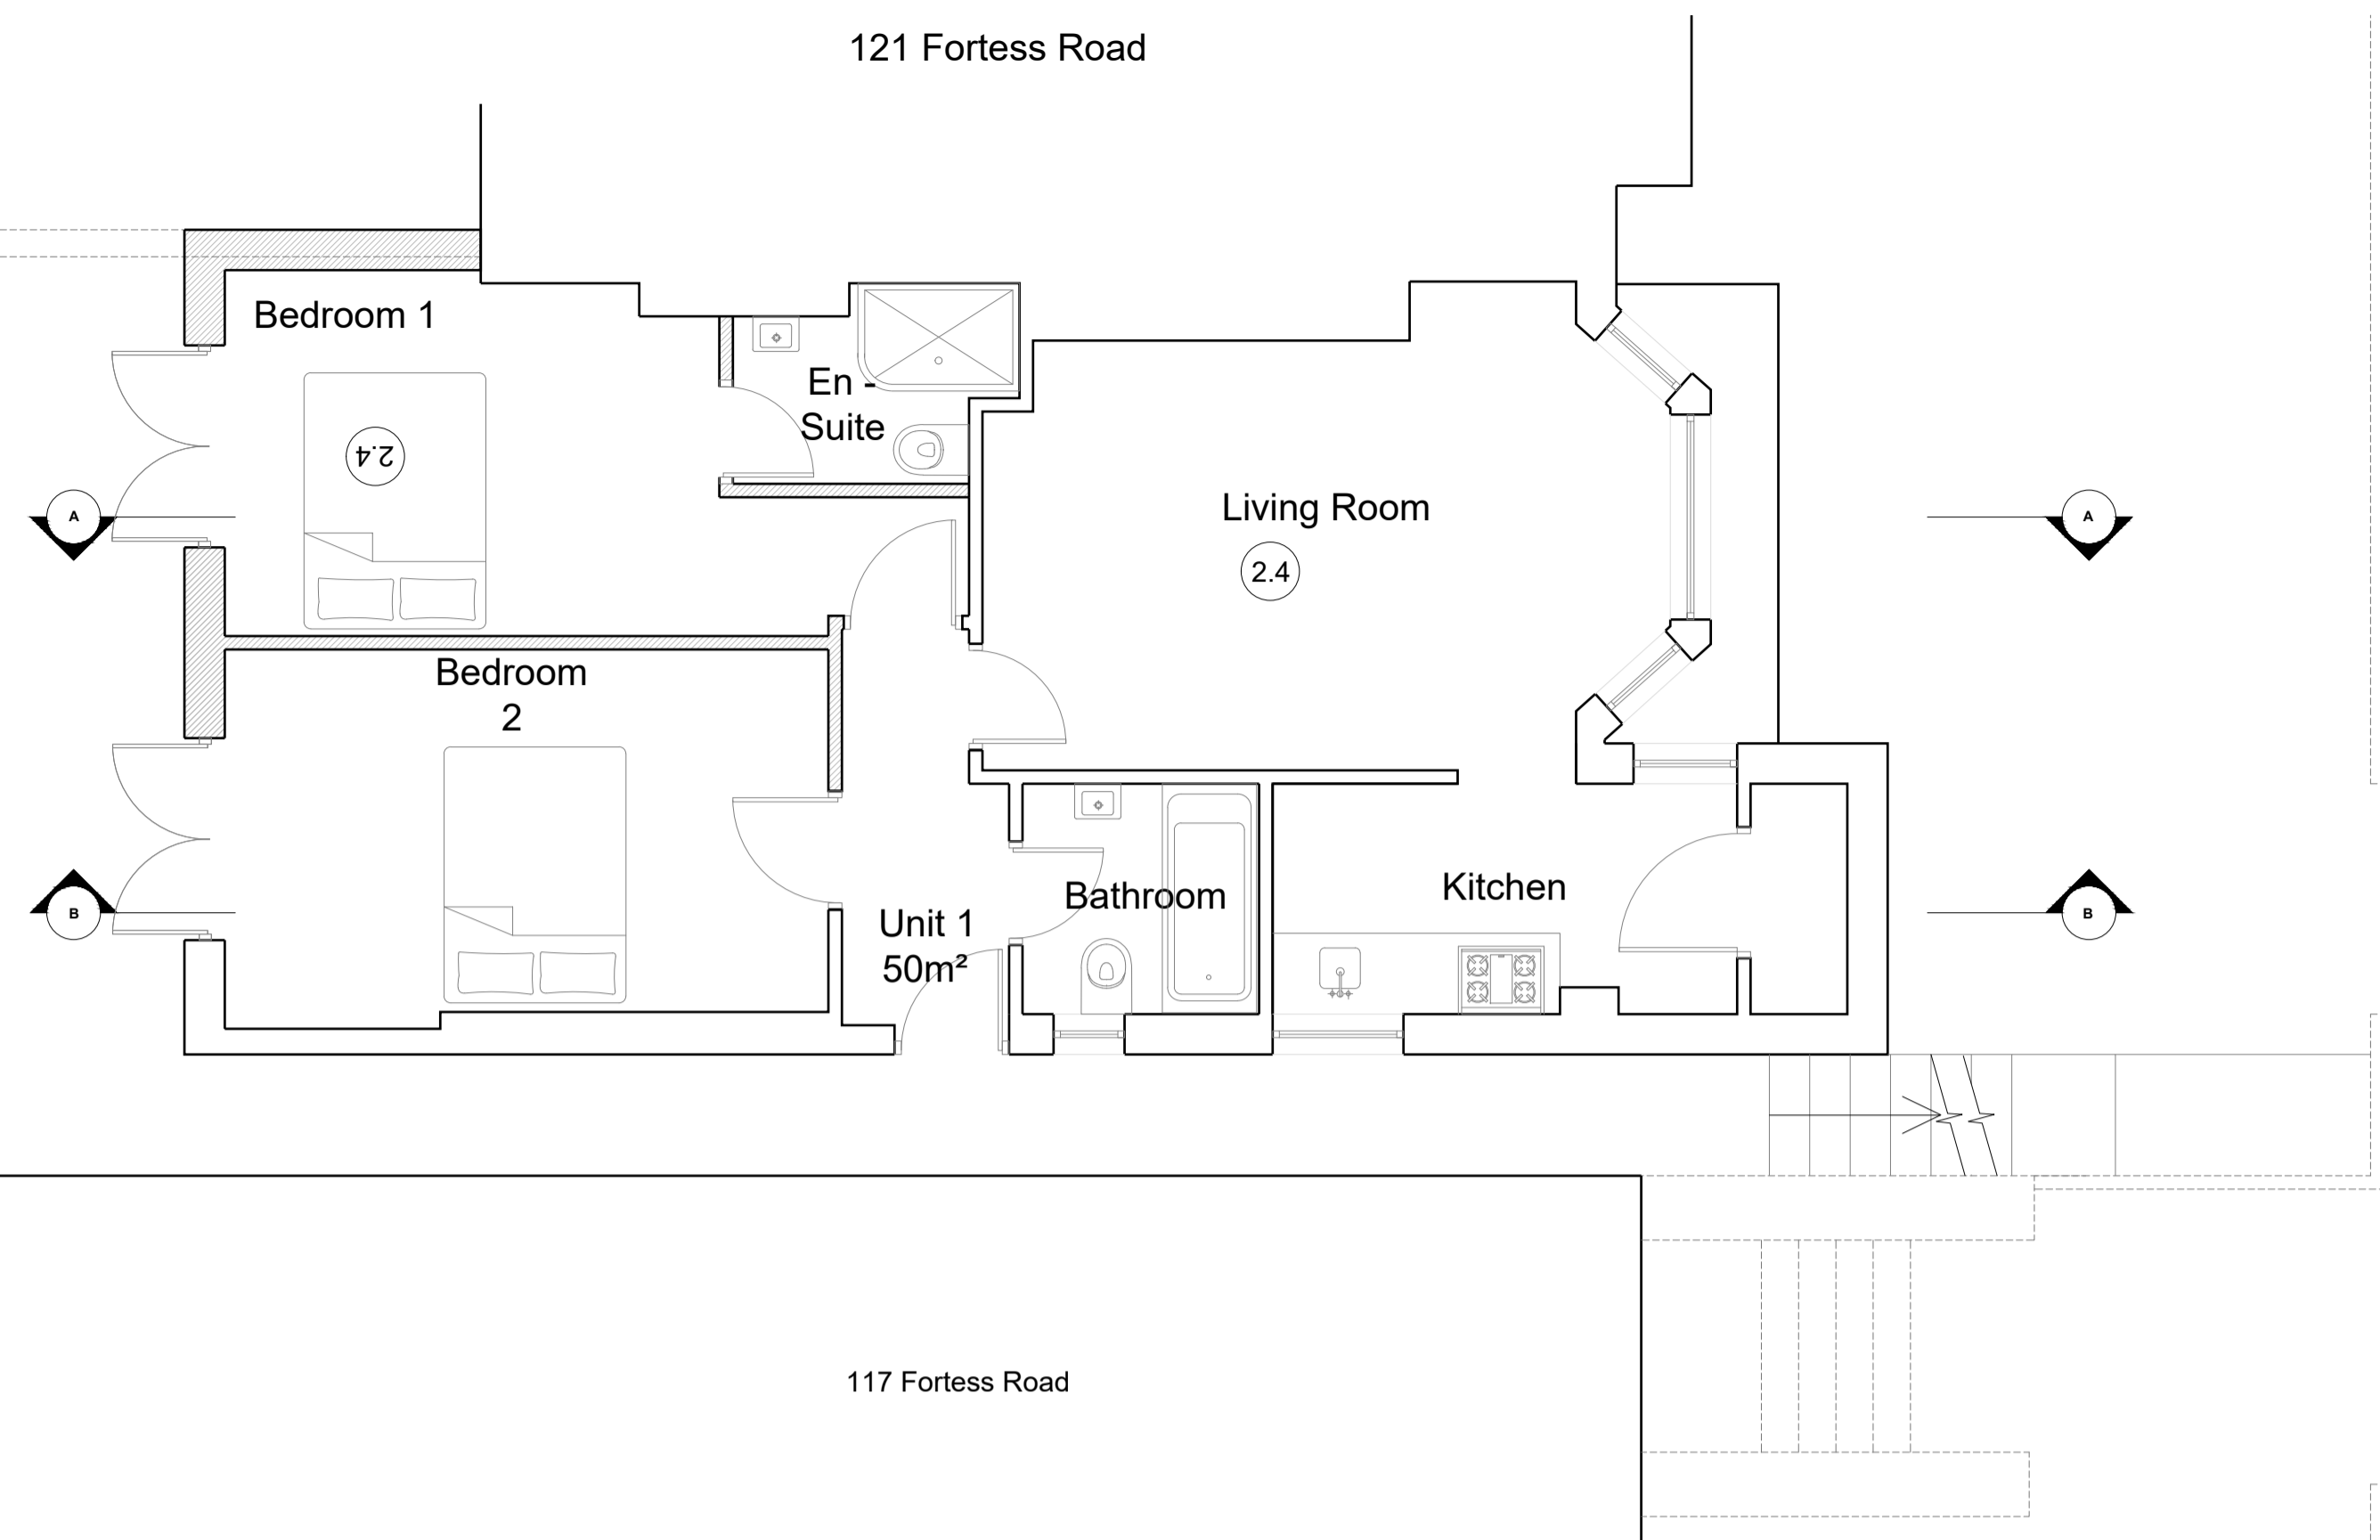 121 Fortess Road
Bedroom 1
En -
Suite
2.4
A
A
Living Room
2.4
Bedroom
2
Bathroom
Kitchen
B
B
Unit 1
50m²
117 Fortess Road